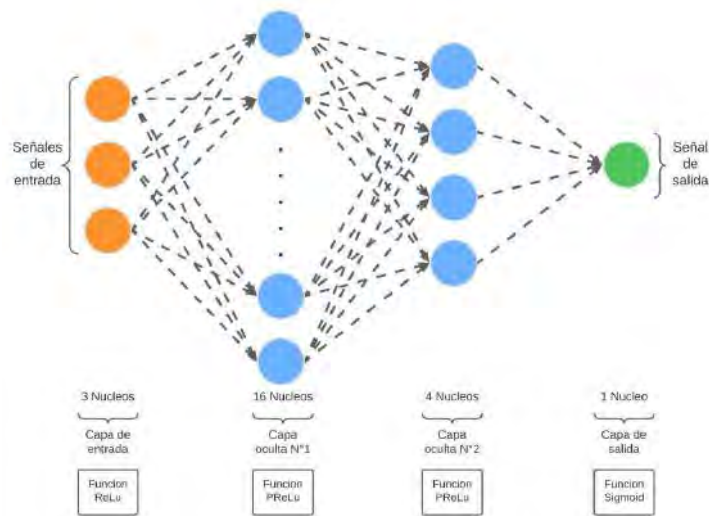 Señales
de
entrada
Señal
de
salida
3 Nucleos
16 Nucleos
4 Nucleos
1 Nucleo
Capa de
entrada
Capa
oculta N°1
Capa
oculta N°2
Capa de
salida
Funcion
ReLu
Funcion
PReLu
Funcion
PReLu
Funcion
Sigmoid